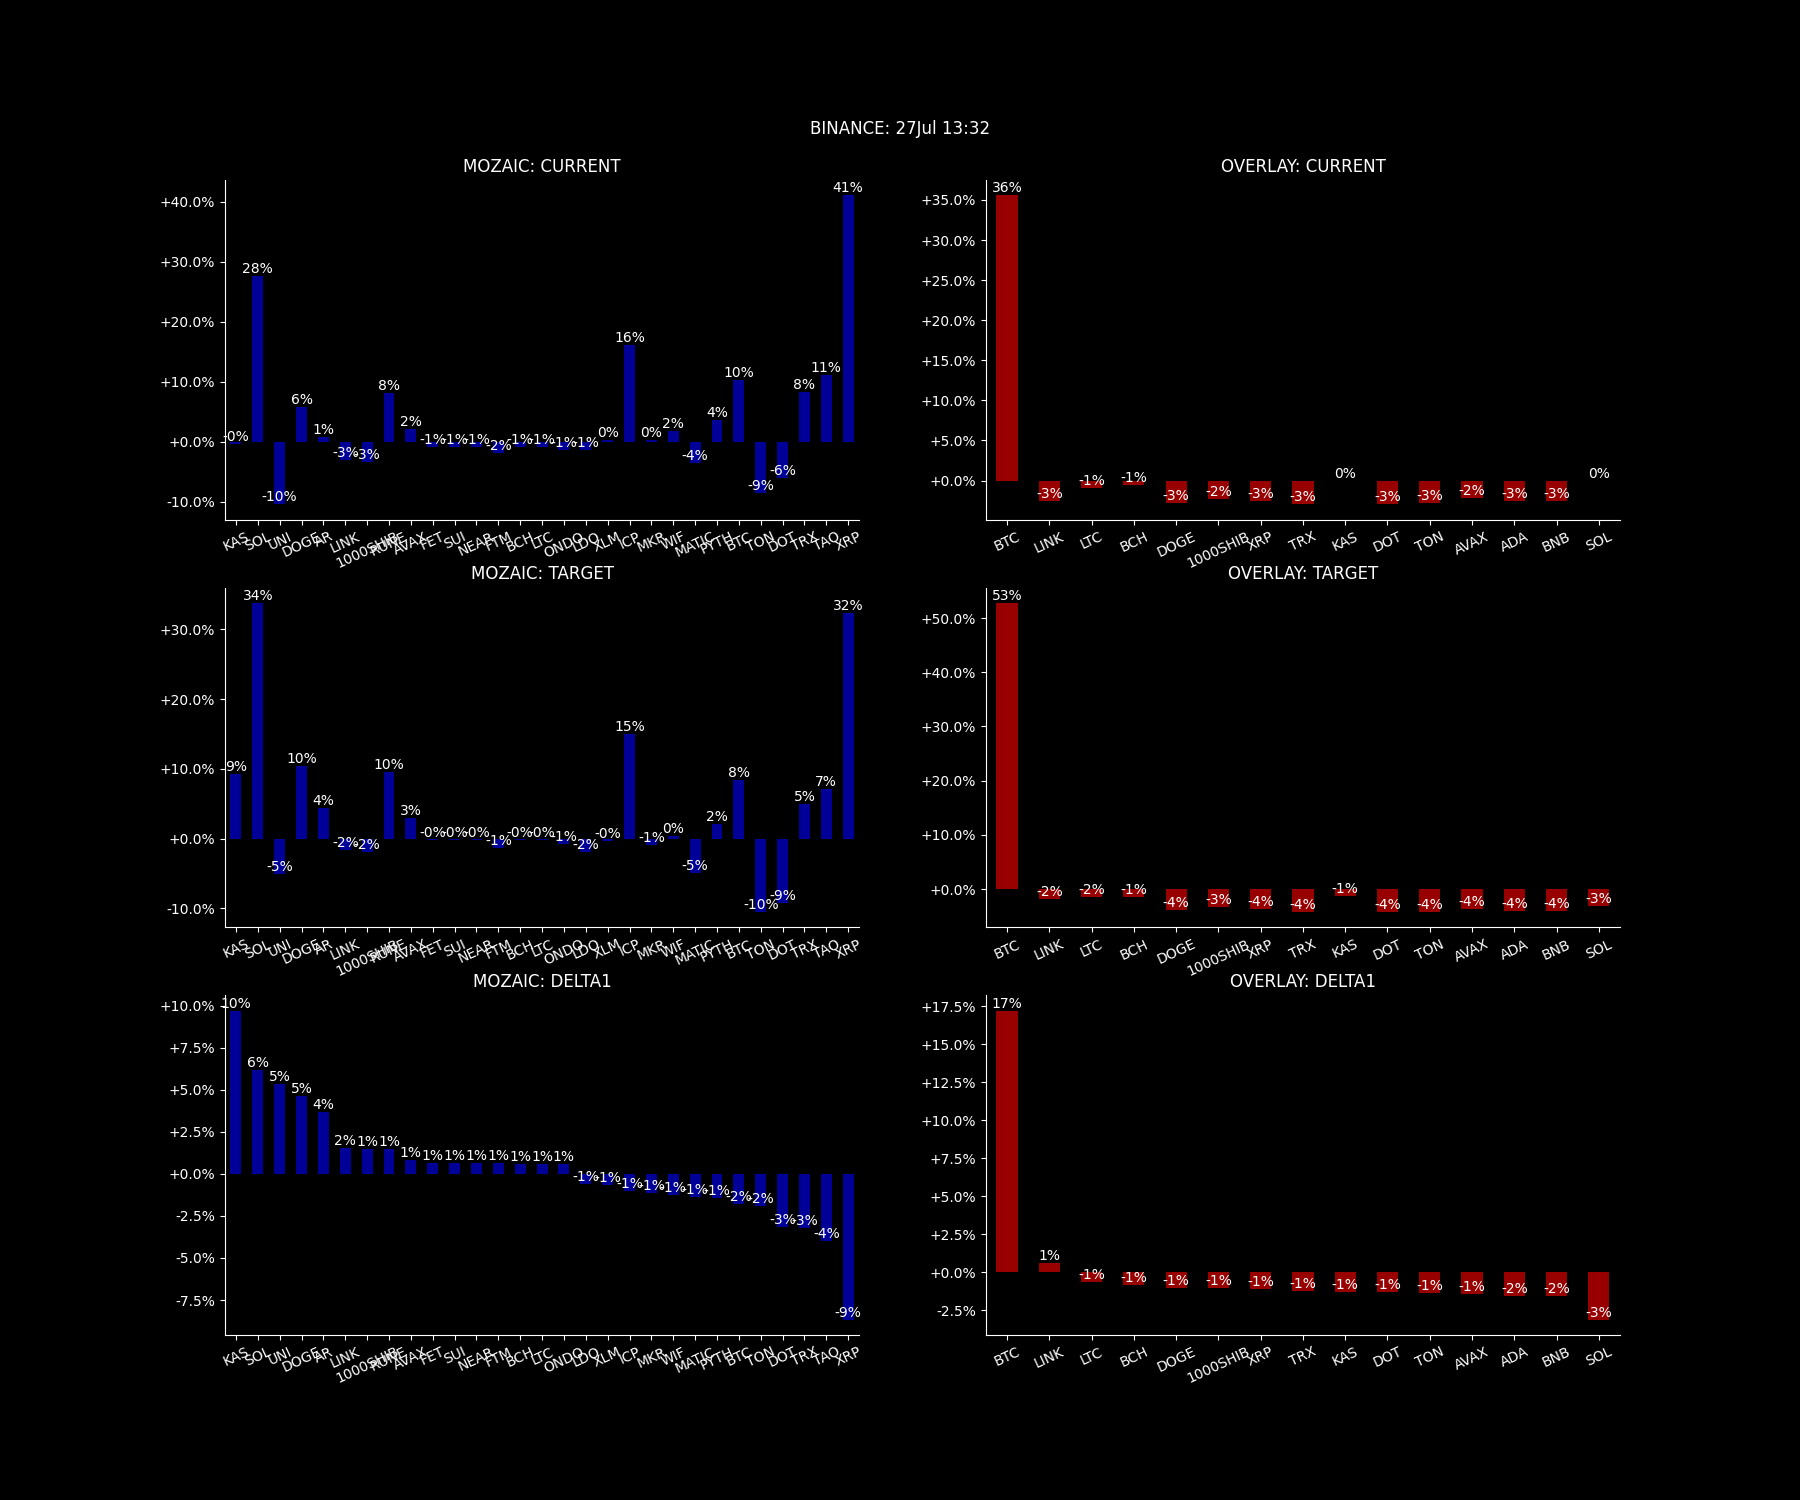 BINANCE: 27Jul 13:32
MOZAIC: CURRENT
+40.0%
+30.0%
+20.0%
+10.0%
+0.0%
-10.0%
-0% 28% -10% 6% 1% -3% -3% 8% 2% -1% -1% -1% -2% -1% -1% -1% -1% 0% 16% 0% 2% -4% 4% 10% -9% -6% 8% 11% 41%
KAS SOL UNI DOGE AR LINK 1000SHIB RUNE AVAX FET SUI NEAR FTM BCH LTC ONDO LDO XLM ICP MKR WIF MATIC PYTH BTC TON DOT TRX TAO XRP
OVERLAY: CURRENT
+35.0%
+30.0%
+25.0%
+20.0%
+15.0%
+10.0%
+5.0%
+0.0%
36% -3% -1% -1% -3% -2% -3% -3% 0% -3% -3% -2% -3% -3% 0%
BTC LINK LTC BCH DOGE 1000SHIB XRP TRX KAS DOT TON AVAX ADA BNB SOL
MOZAIC: TARGET
+30.0%
+20.0%
+10.0%
+0.0%
-10.0%
9% 34% -5% 10% 4% -2% -2% 10% 3% -0% -0% -0% -1% -0% -0% -1% -2% -0% 15% -1% 0% -5% 2% 8% -10% -9% 5% 7% 32%
KAS SOL UNI DOGE AR LINK 1000SHIB RUNE AVAX FET SUI NEAR FTM BCH LTC ONDO LDO XLM ICP MKR WIF MATIC PYTH BTC TON DOT TRX TAO XRP
OVERLAY: TARGET
+50.0%
+40.0%
+30.0%
+20.0%
+10.0%
+0.0%
53% -2% -2% -1% -4% -3% -4% -4% -1% -4% -4% -4% -4% -4% -3%
BTC LINK LTC BCH DOGE 1000SHIB XRP TRX KAS DOT TON AVAX ADA BNB SOL
MOZAIC: DELTA1
+10.0%
+7.5%
+5.0%
+2.5%
+0.0%
-2.5%
-5.0%
-7.5%
10% 6% 5% 5% 4% 2% 1% 1% 1% 1% 1% 1% 1% 1% 1% 1% -1% -1% -1% -1% -1% -1% -1% -2% -2% -3% -3% -4% -9%
KAS SOL UNI DOGE AR LINK 1000SHIB RUNE AVAX FET SUI NEAR FTM BCH LTC ONDO LDO XLM ICP MKR WIF MATIC PYTH BTC TON DOT TRX TAO XRP
OVERLAY: DELTA1
+17.5%
+15.0%
+12.5%
+10.0%
+7.5%
+5.0%
+2.5%
+0.0%
-2.5%
17% 1% -1% -1% -1% -1% -1% -1% -1% -1% -1% -1% -2% -2% -3%
BTC LINK LTC BCH DOGE 1000SHIB XRP TRX KAS DOT TON AVAX ADA BNB SOL